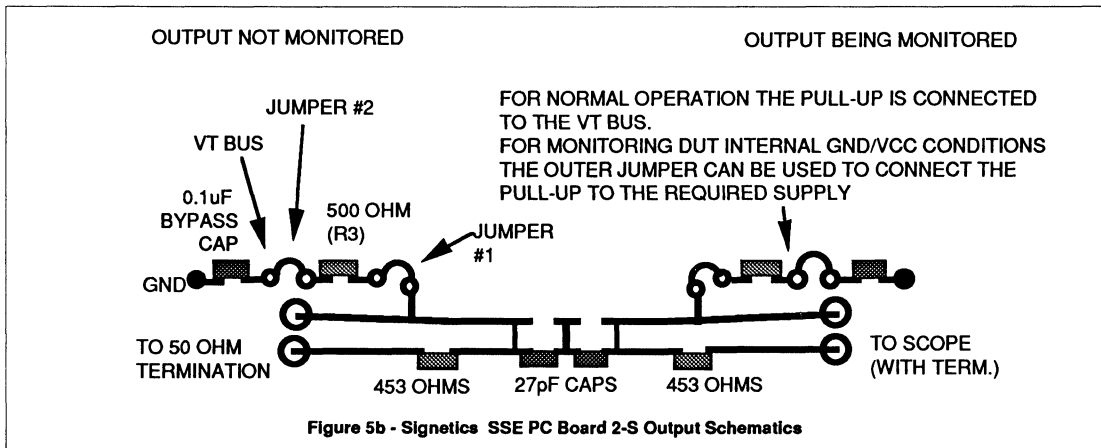 OUTPUT NOT MONITORED
OUTPUT BEING MONITORED
JUMPER #2
VT BUS
0.1uF
BYPASS
CAP
500 OHM
(R3)
JUMPER
#1
FOR NORMAL OPERATION THE PULL-UP IS CONNECTED
TO THE VT BUS.
FOR MONITORING DUT INTERNAL GND/VCC CONDITIONS
THE OUTER JUMPER CAN BE USED TO CONNECT THE
PULL-UP TO THE REQUIRED SUPPLY
GND
TO 50 OHM
TERMINATION
453 OHMS
27pF CAPS
453 OHMS
TO SCOPE
(WITH TERM.)
Figure 5b - Signetics SSE PC Board 2-S Output Schematics